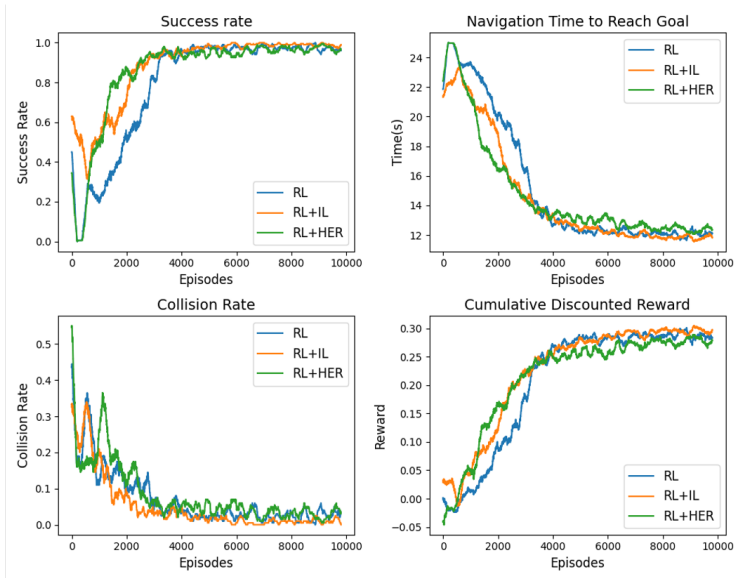 Success rate
Success Rate
1.0
0.8
0.6
0.4
0.2
0.0
RL
RL+IL
RL+HER
0 2000 4000 6000 8000 10000
Episodes
Navigation Time to Reach Goal
Time(s)
24
22
20
18
16
14
12
RL
RL+IL
RL+HER
0 2000 4000 6000 8000 10000
Episodes
Collision Rate
Collision Rate
0.5
0.4
0.3
0.2
0.1
0.0
RL
RL+IL
RL+HER
0 2000 4000 6000 8000 10000
Episodes
Cumulative Discounted Reward
Reward
0.30
0.25
0.20
0.15
0.10
0.05
0.00
−0.05
RL
RL+IL
RL+HER
0 2000 4000 6000 8000 10000
Episodes